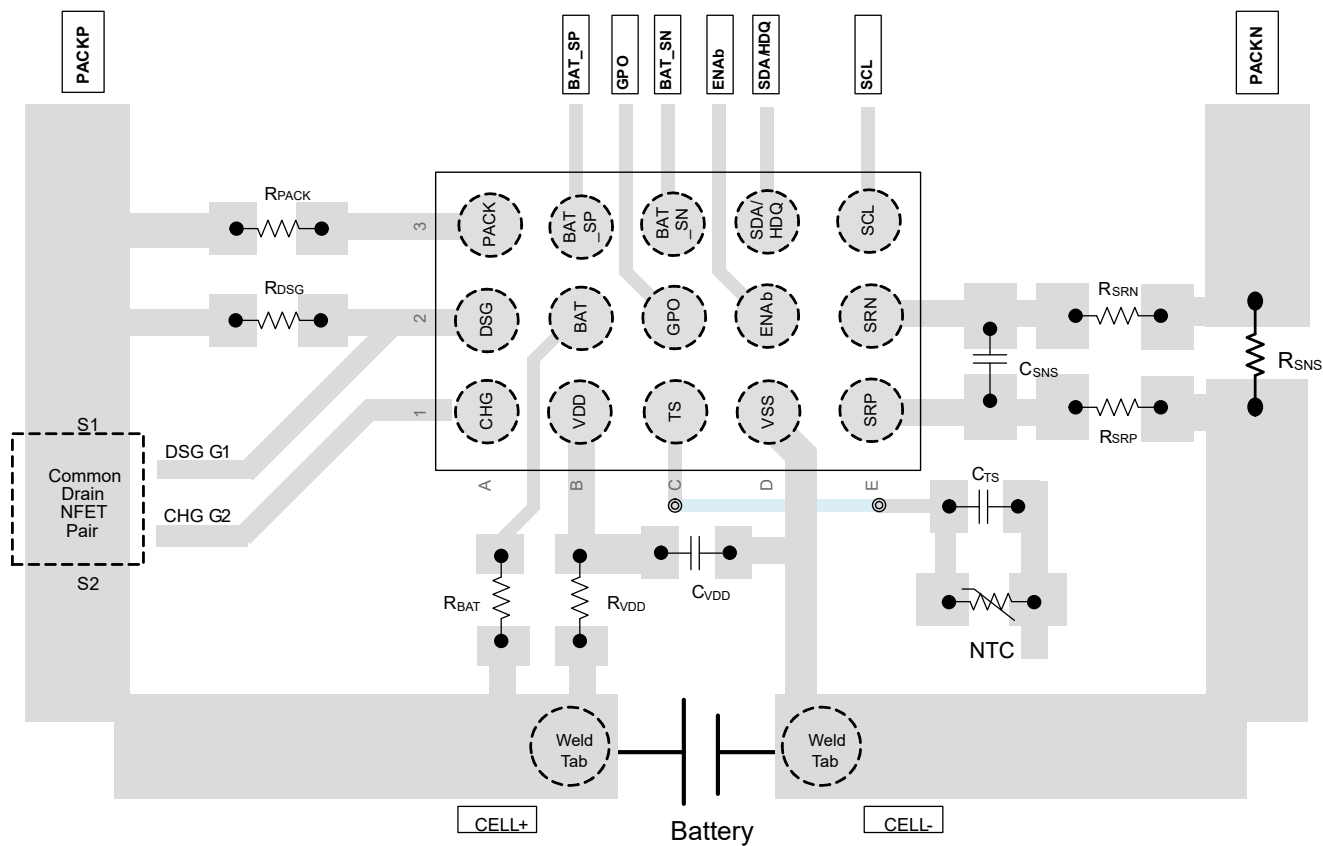 PACKP
BAT_SP
GPO
BAT_SN
ENAb
SDA/HDQ
SCL
PACKN
RPACK
3
PACK
BAT
_SP
BAT
_SN
SDA/
HDQ
SCL
RDSG
2
DSG
BAT
GPO
ENAb
SRN
RSRN
CSNS
RSNS
1
CHG
VDD
TS
VSS
SRP
RSRP
S1
DSG G1
Common
Drain
NFET
Pair
CHG G2
S2
A
B
C
D
E
CTS
RBAT
RVDD
CVDD
NTC
Weld
Tab
Weld
Tab
CELL+
Battery
CELL-